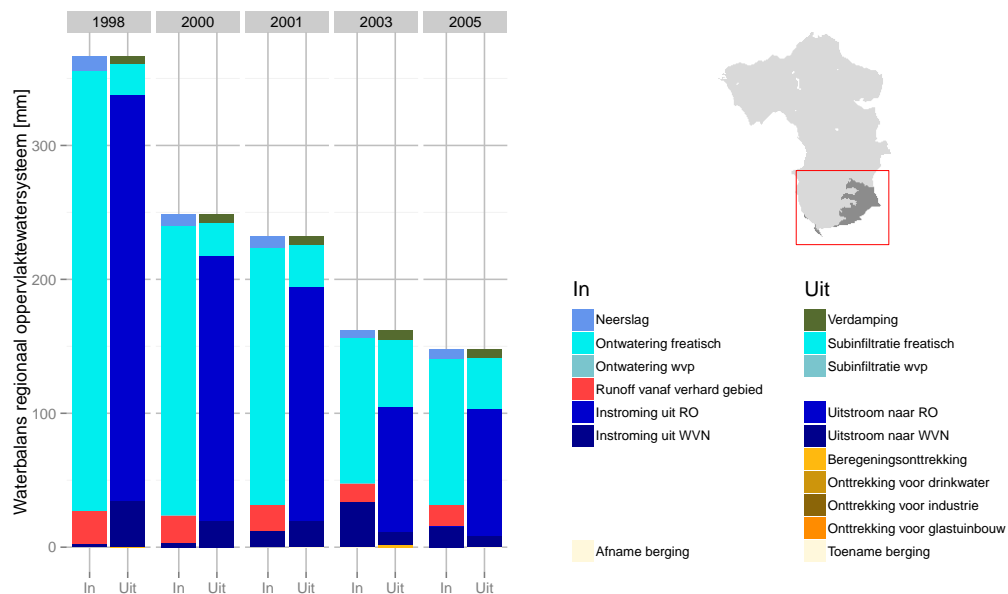 1998 2000 2001 2003 2005
Waterbalans regionaal oppervlaktewatersysteem [mm]
300
200
100
0
In Uit In Uit In Uit In Uit In Uit
In
Neerslag
Ontwatering freatisch
Ontwatering wvp
Runoff vanaf verhard gebied
Instroming uit RO
Instroming uit WVN
Afname berging
Uit
Verdamping
Subinfiltratie freatisch
Subinfiltratie wvp
Uitstroom naar RO
Uitstroom naar WVN
Beregeningsonttrekking
Onttrekking voor drinkwater
Onttrekking voor industrie
Onttrekking voor glastuinbouw
Toename berging